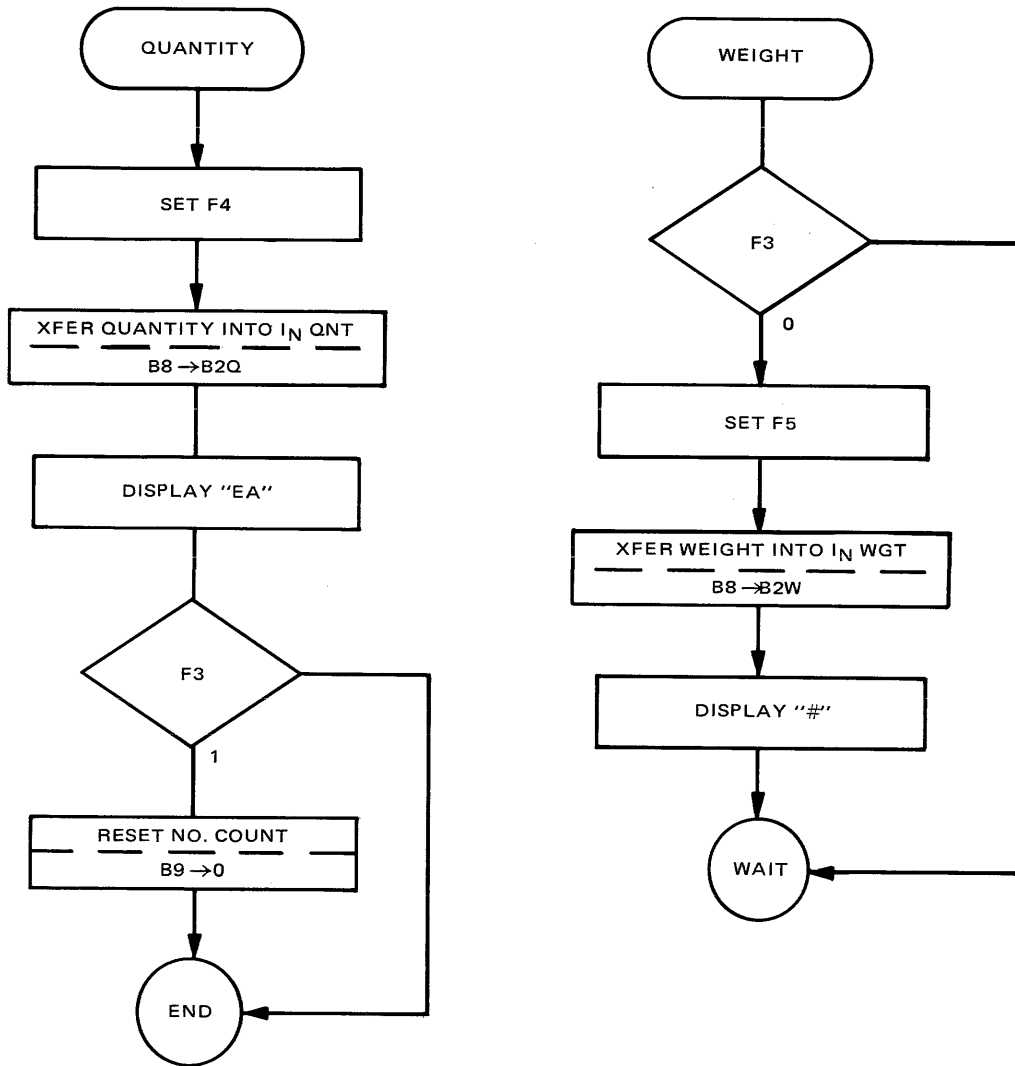 QUANTITY
SET F4
XFER QUANTITY INTO IN QNT
B8→B2Q
DISPLAY "EA"
F3
1
RESET NO. COUNT
B9→0
END
WEIGHT
F3
0
SET F5
XFER WEIGHT INTO IN WGT
B8→B2W
DISPLAY "#"
WAIT